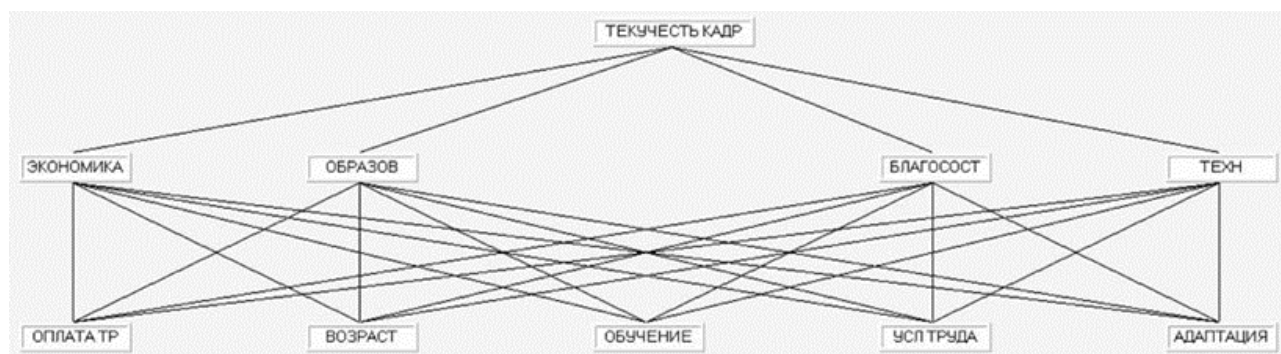 ТЕКУЧЕСТЬ КАДР
ЭКОНОМИКА
ОБРАЗОВ
БЛАГОСОСТ
ТЕХН
ОПЛАТА ТР
ВОЗРАСТ
ОБУЧЕНИЕ
УСЛ ТРУДА
АДАПТАЦИЯ